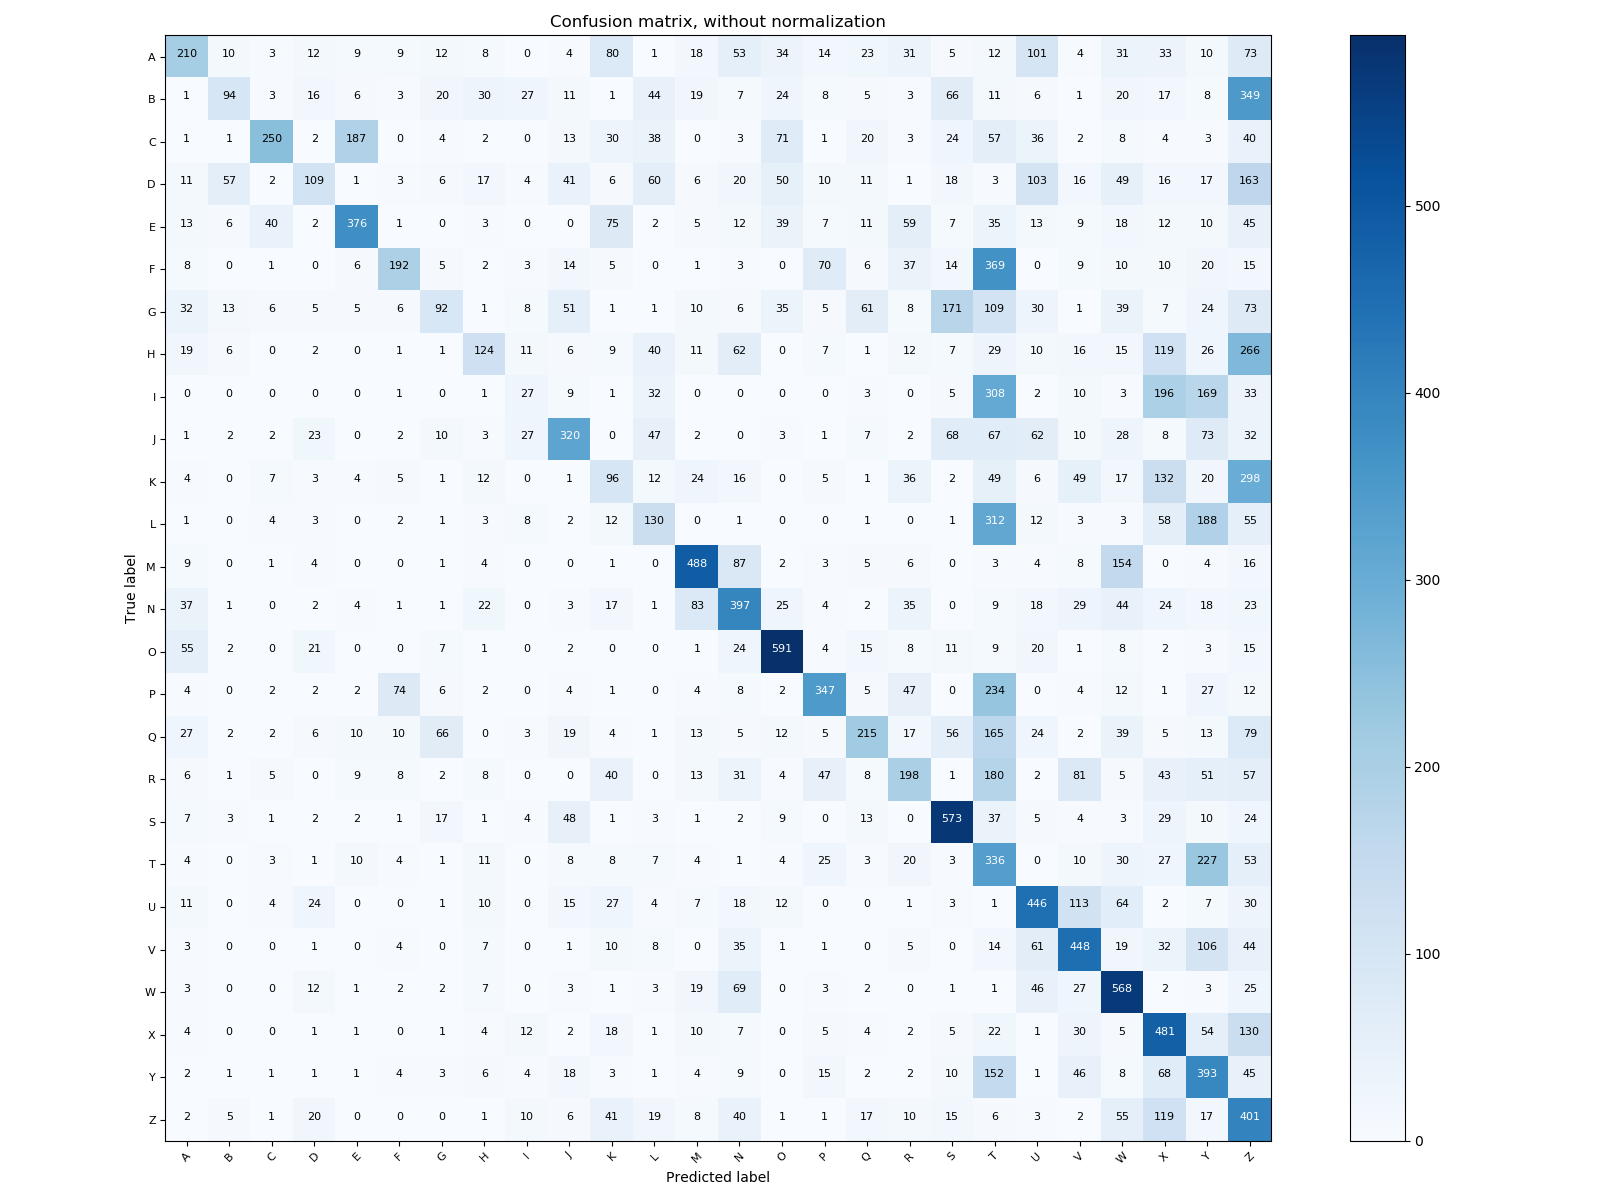 Confusion matrix, without normalization
A 210 10 3 12 9 9 12 8 0 4 80 1 18 53 34 14 23 31 5 12 101 4 31 33 10 73
B 1 94 3 16 6 3 20 30 27 11 1 44 19 7 24 8 5 3 66 11 6 1 20 17 8 349
C 1 1 250 2 187 0 4 2 0 13 30 38 0 3 71 1 20 3 24 57 36 2 8 4 3 40
D 11 57 2 109 1 3 6 17 4 41 6 60 6 20 50 10 11 1 18 3 103 16 49 16 17 163
E 13 6 40 2 376 1 0 3 0 0 75 2 5 12 39 7 11 59 7 35 13 9 18 12 10 45
F 8 0 1 0 6 192 5 2 3 14 5 0 1 3 0 70 6 37 14 369 0 9 10 10 20 15
G 32 13 6 5 5 6 92 1 8 51 1 1 10 6 35 5 61 8 171 109 30 1 39 7 24 73
H 19 6 0 2 0 1 1 124 11 6 9 40 11 62 0 7 1 12 7 29 10 16 15 119 26 266
I 0 0 0 0 0 1 0 1 27 9 1 32 0 0 0 0 3 0 5 308 2 10 3 196 169 33
J 1 2 2 23 0 2 10 3 27 320 0 47 2 0 3 1 7 2 68 67 62 10 28 8 73 32
K 4 0 7 3 4 5 1 12 0 1 96 12 24 16 0 5 1 36 2 49 6 49 17 132 20 298
L 1 0 4 3 0 2 1 3 8 2 12 130 0 1 0 0 1 0 1 312 12 3 3 58 188 55
M 9 0 1 4 0 0 1 4 0 0 1 0 488 87 2 3 5 6 0 3 4 8 154 0 4 16
N 37 1 0 2 4 1 1 22 0 3 17 1 83 397 25 4 2 35 0 9 18 29 44 24 18 23
O 55 2 0 21 0 0 7 1 0 2 0 0 1 24 591 4 15 8 11 9 20 1 8 2 3 15
P 4 0 2 2 2 74 6 2 0 4 1 0 4 8 2 347 5 47 0 234 0 4 12 1 27 12
Q 27 2 2 6 10 10 66 0 3 19 4 1 13 5 12 5 215 17 56 165 24 2 39 5 13 79
R 6 1 5 0 9 8 2 8 0 0 40 0 13 31 4 47 8 198 1 180 2 81 5 43 51 57
S 7 3 1 2 2 1 17 1 4 48 1 3 1 2 9 0 13 0 573 37 5 4 3 29 10 24
T 4 0 3 1 10 4 1 11 0 8 8 7 4 1 4 25 3 20 3 336 0 10 30 27 227 53
U 11 0 4 24 0 0 1 10 0 15 27 4 7 18 12 0 0 1 3 1 446 113 64 2 7 30
V 3 0 0 1 0 4 0 7 0 1 10 8 0 35 1 1 0 5 0 14 61 448 19 32 106 44
W 3 0 0 12 1 2 2 7 0 3 1 3 19 69 0 3 2 0 1 1 46 27 568 2 3 25
X 4 0 0 1 1 0 1 4 12 2 18 1 10 7 0 5 4 2 5 22 1 30 5 481 54 130
Y 2 1 1 1 1 4 3 6 4 18 3 1 4 9 0 15 2 2 10 152 1 46 8 68 393 45
Z 2 5 1 20 0 0 0 1 10 6 41 19 8 40 1 1 17 10 15 6 3 2 55 119 17 401
A B C D E F G H I J K L M N O P Q R S T U V W X Y Z
True label
Predicted label
500
400
300
200
100
0